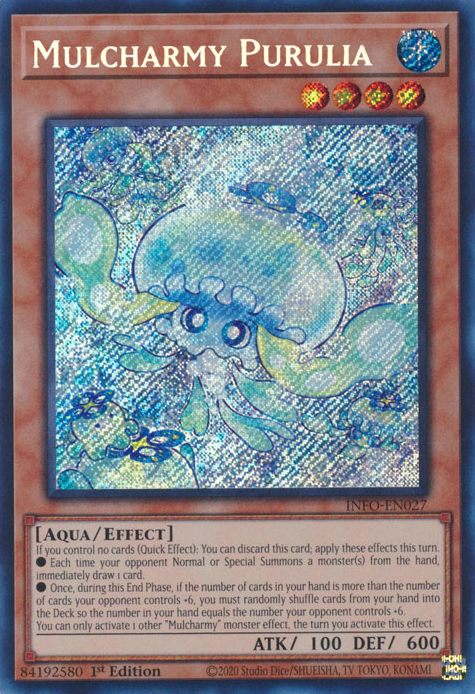 MULCHARMY PURULIA
INFO-EN027
[AQUA/EFFECT]
If you control no cards (Quick Effect): You can discard this card; apply these effects this turn.
● Each time your opponent Normal or Special Summons a monster(s) from the hand,
immediately draw 1 card.
● Once, during this End Phase, if the number of cards in your hand is more than the number
of cards your opponent controls +6, you must randomly shuffle cards from your hand into
the Deck so the number in your hand equals the number your opponent controls +6.
You can only activate 1 other "Mulcharmy" monster effect, the turn you activate this effect.
ATK/ 100 DEF/ 600
84192580 1st Edition ©2020 Studio Dice/SHUEISHA, TV TOKYO, KONAMI